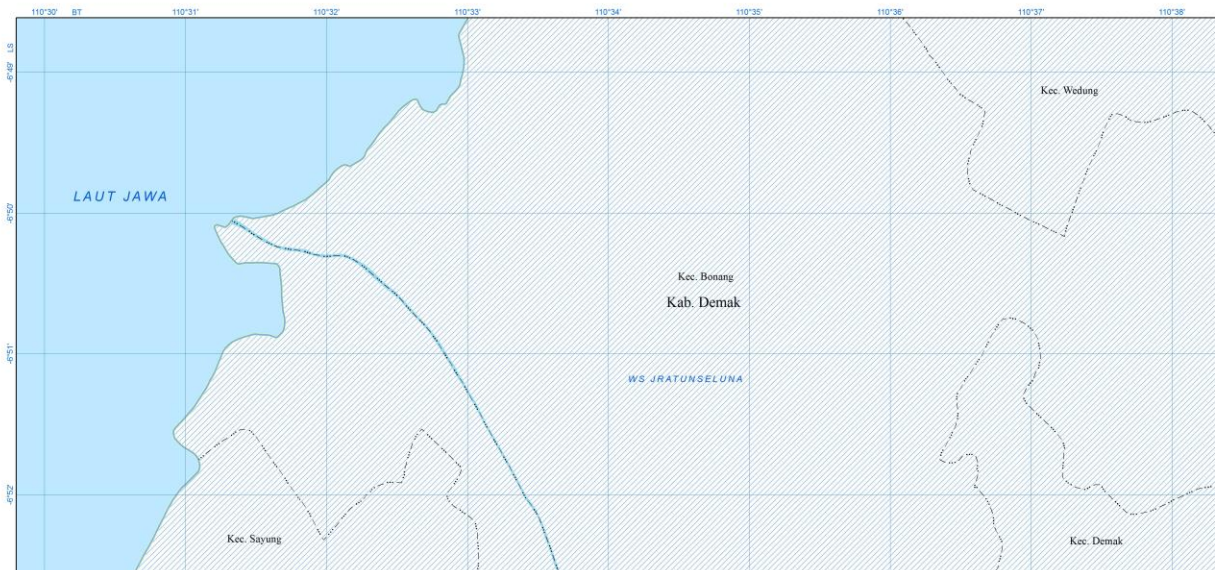 110°30' BT 110°31' 110°32' 110°33' 110°34' 110°35' 110°36' 110°37' 110°38'
-6°49' LS
Kec. Wedung
LAUT JAWA
-6°50'
Kec. Bonang
Kab. Demak
-6°51'
WS JRATUNSELUNA
-6°52'
Kec. Sayung
Kec. Demak